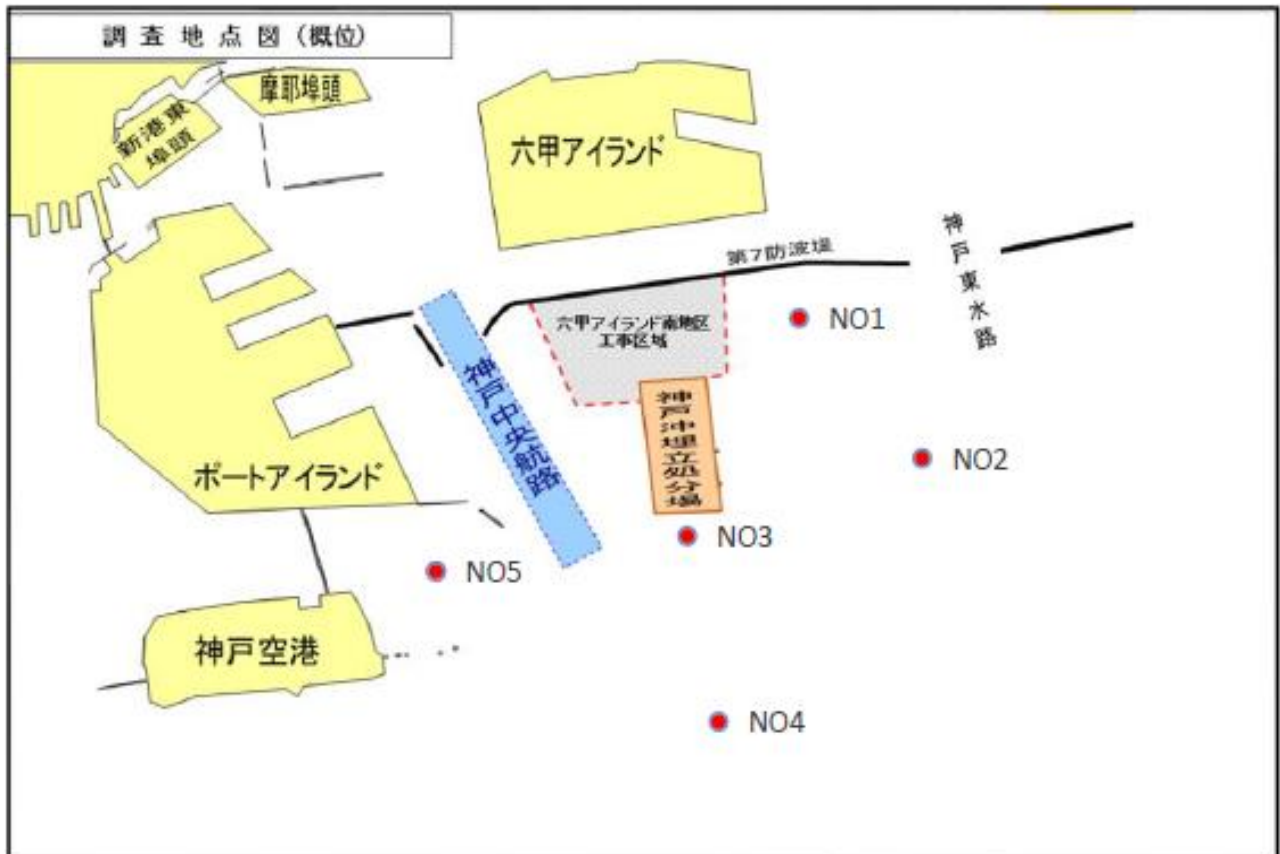 調査地点図(概位)
摩耶埠頭
新港東
埠頭
六甲アイランド
神戸東水路
第7防波堤
六甲アイランド南地区
工事区域
NO1
神戸中央航路
神戸沖埋立処分場
NO2
ポートアイランド
NO3
NO5
神戸空港
NO4